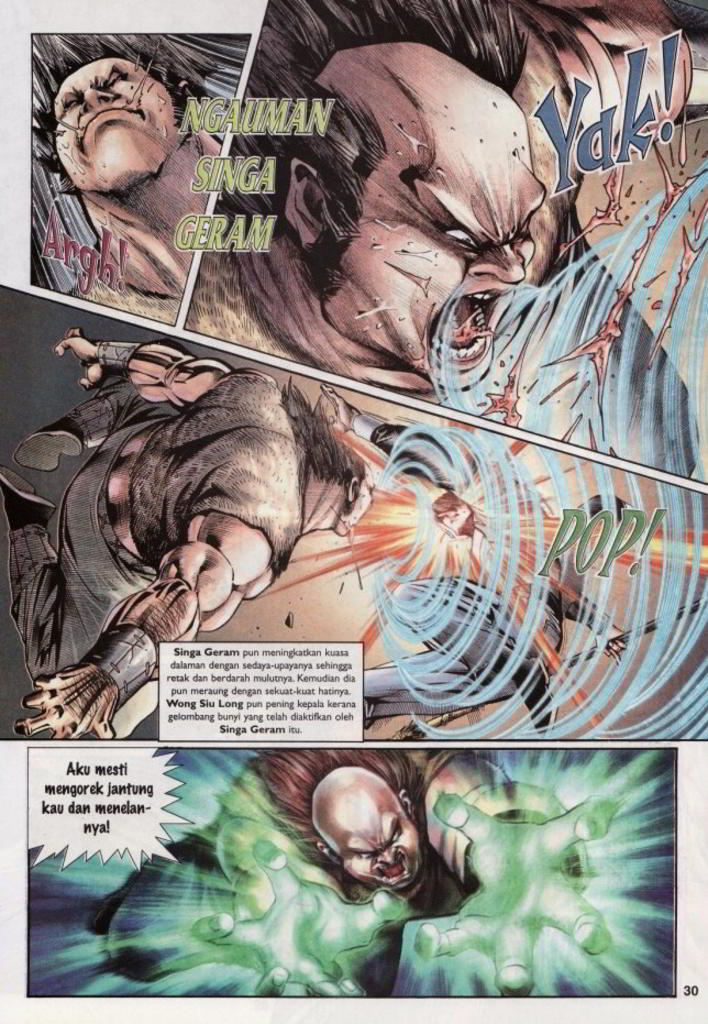 NGAUMAN
SINGA
GERAM
Argh!
Yak!
POP!
Singa Geram pun meningkatkan kuasa
dalaman dengan sedaya-upayanya sehingga
retak dan berdarah mulutnya. Kemudian dia
pun meraung dengan sekuat-kuat hatinya.
Wong Siu Long pun pening kepala kerana
gelombang bunyi yang telah diaktifkan oleh
Singa Geram itu.
Aku mesti
mengorek jantung
kau dan menelan-
nya!
30